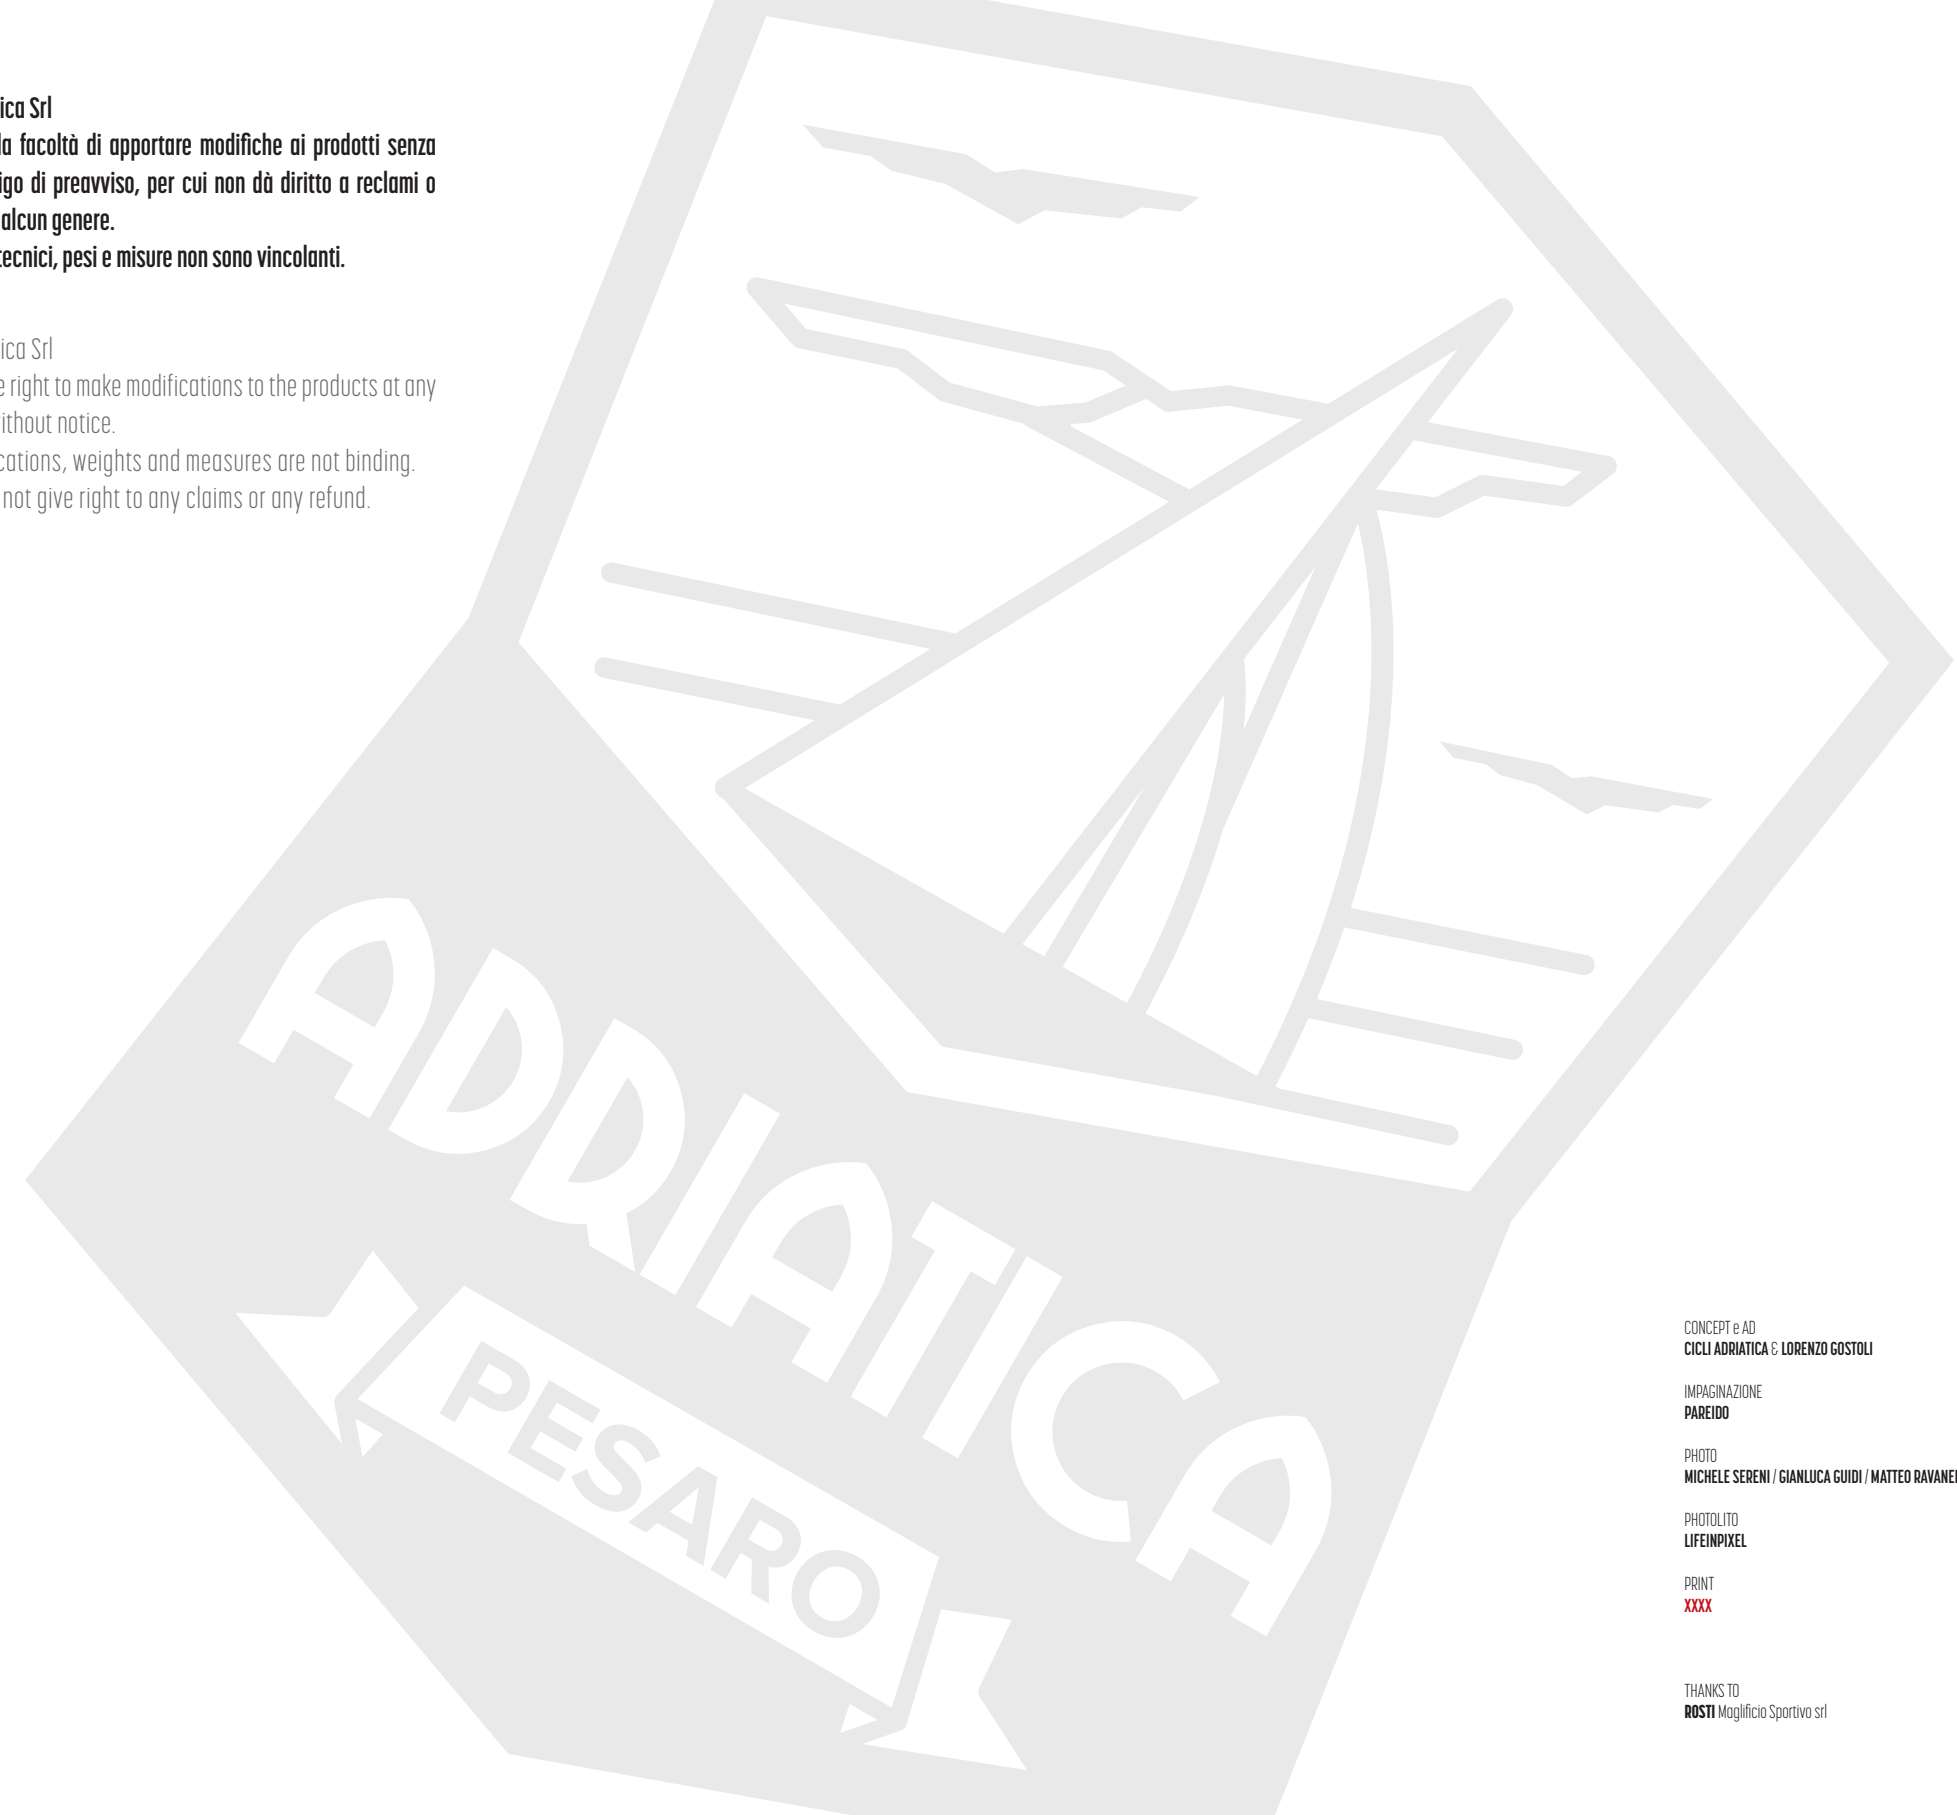 ica Srl
la facoltà di apportare modifiche ai prodotti senza
igo di preavviso, per cui non dà diritto a reclami o
alcun genere.
tecnici, pesi e misure non sono vincolanti.
ica Srl
e right to make modifications to the products at any
vithout notice.
cations, weights and measures are not binding.
not give right to any claims or any refund.
ADRIATICA
PESARO
CONCEPT e AD
CICLI ADRIATICA & LORENZO GOSTOLI
IMPAGINAZIONE
PAREIDO
PHOTO
MICHELE SERENI / GIANLUCA GUIDI / MATTEO RAVANE
PHOTOLITO
LIFEINPIXEL
PRINT
XXXX
THANKS TO
ROSTI Maglificio Sportivo srl